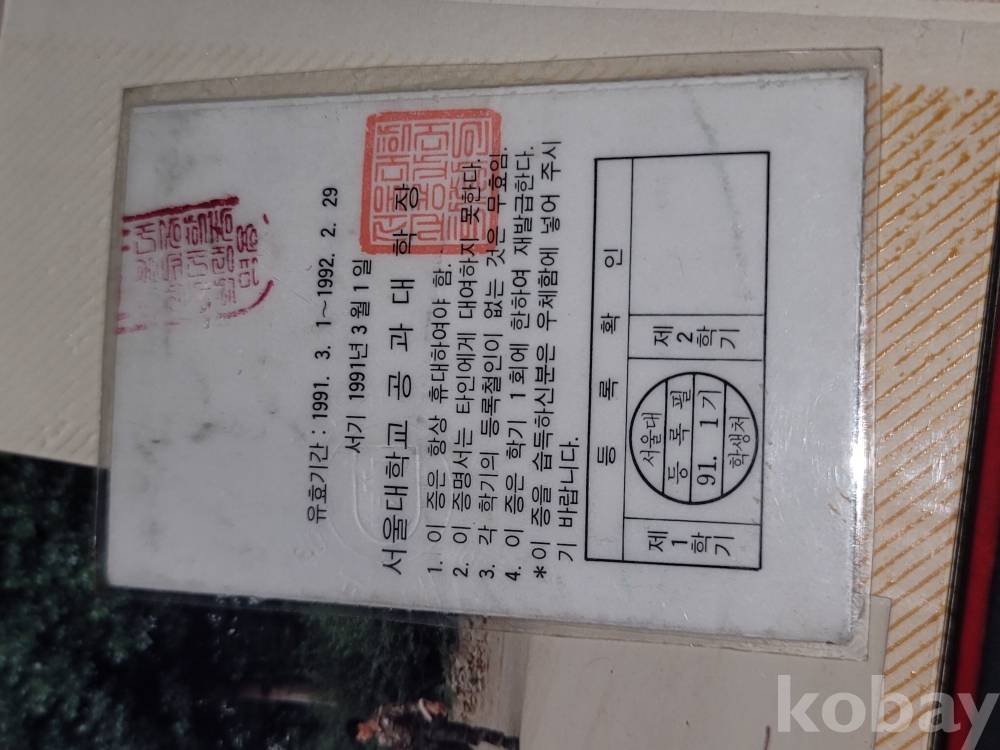 유효기간 : 1991. 3. 1~1992. 2. 29
서기 1991년 3월 1일
서울대학교 공과대학장
1. 이 증은 항상 휴대하여야 함.
2. 이 증명서는 타인에게 대여하지 못한다.
3. 각 학기의 등록철인이 없는 것은 무효임.
4. 이 증은 학기 1회에 한하여 재발급한다.
* 이 증을 습득하신분은 우체함에 넣어 주시
기 바랍니다.
등 록 확 인
제1학기
서울대
등 록 필
91. 1기
학생처
제2학기
kobay